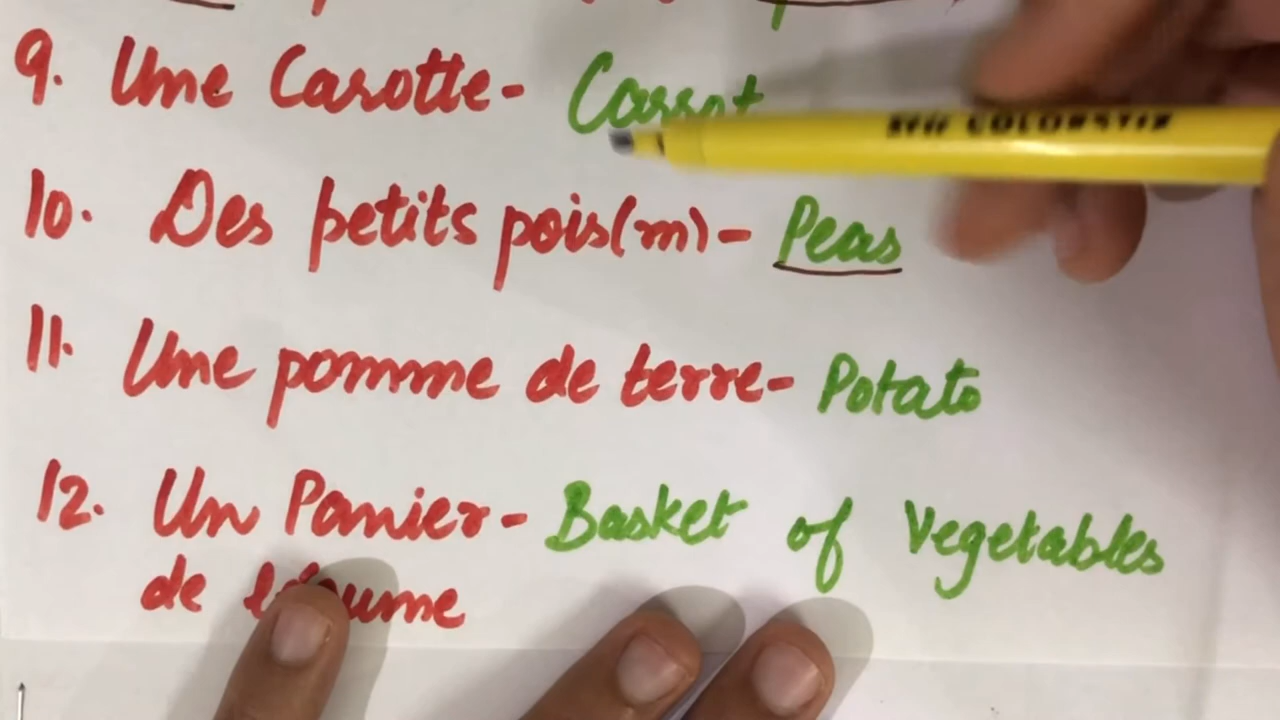 9. Une Carotte- Carrot
10. Des petits pois(m)- Peas
11. Une pomme de terre- Potato
12. Un Panier- Basket of Vegetables
de